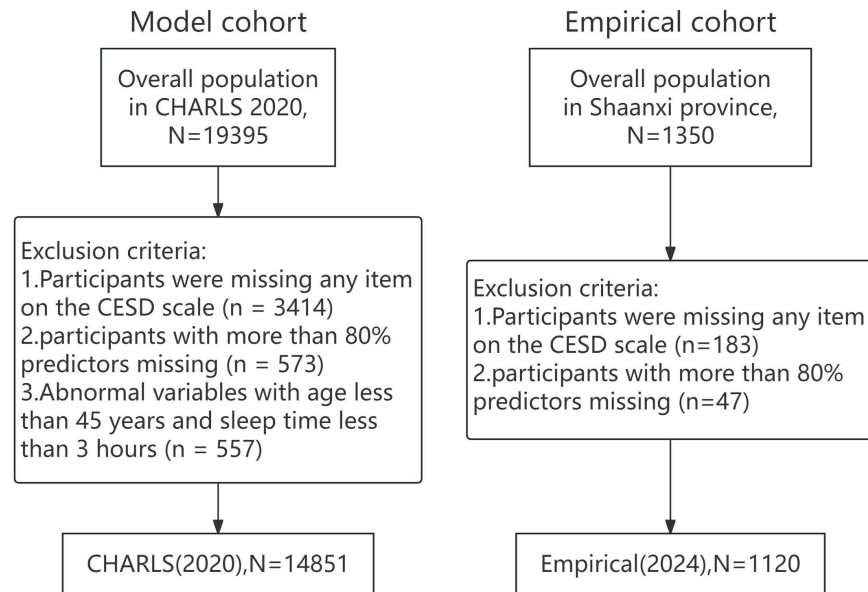 Model cohort
Overall population
in CHARLS 2020,
N=19395
Exclusion criteria:
1.Participants were missing any item
on the CESD scale (n = 3414)
2.participants with more than 80%
predictors missing (n = 573)
3.Abnormal variables with age less
than 45 years and sleep time less
than 3 hours (n = 557)
CHARLS(2020),N=14851
Empirical cohort
Overall population
in Shaanxi province,
N=1350
Exclusion criteria:
1.Participants were missing any item
on the CESD scale (n=183)
2.participants with more than 80%
predictors missing (n=47)
Empirical(2024),N=1120